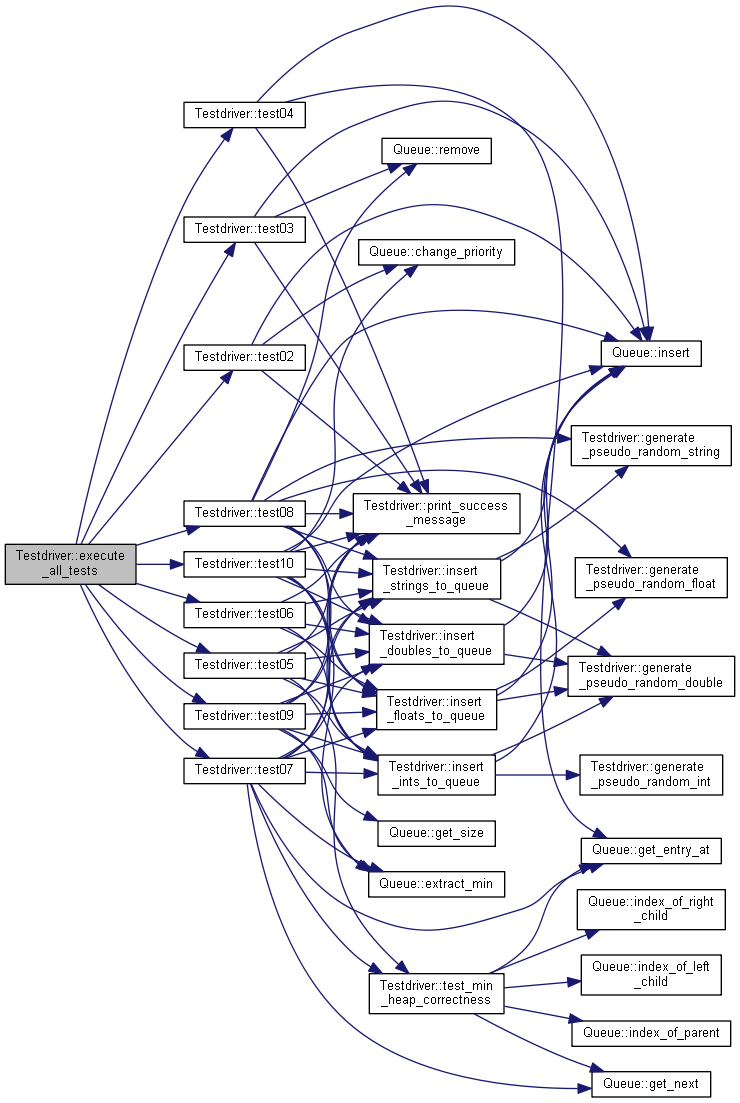 Testdriver::execute
_all_tests
Testdriver::test04
Testdriver::test03
Testdriver::test02
Testdriver::test08
Testdriver::test10
Testdriver::test06
Testdriver::test05
Testdriver::test09
Testdriver::test07
Queue::remove
Queue::change_priority
Testdriver::print_success
_message
Testdriver::insert
_strings_to_queue
Testdriver::insert
_doubles_to_queue
Testdriver::insert
_floats_to_queue
Testdriver::insert
_ints_to_queue
Queue::get_size
Queue::extract_min
Testdriver::test_min
_heap_correctness
Queue::insert
Testdriver::generate
_pseudo_random_string
Testdriver::generate
_pseudo_random_float
Testdriver::generate
_pseudo_random_double
Testdriver::generate
_pseudo_random_int
Queue::get_entry_at
Queue::index_of_right
_child
Queue::index_of_left
_child
Queue::index_of_parent
Queue::get_next